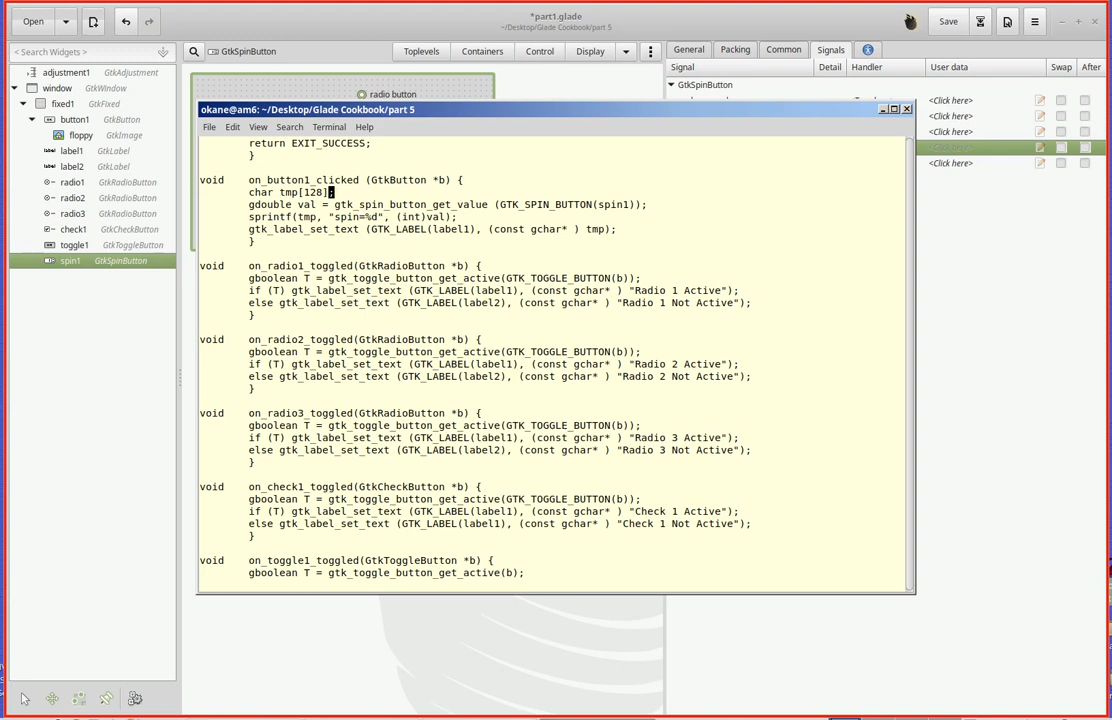 Open
*part1.glade
~/Desktop/Glade Cookbook/part 5
Save
< Search Widgets >
GtkSpinButton
Toplevels
Containers
Control
Display
General
Packing
Common
Signals
Signal
Detail
Handler
User data
Swap
After
GtkSpinButton
<Click here>
<Click here>
<Click here>
<Click here>
<Click here>
adjustment1 GtkAdjustment
window GtkWindow
fixed1 GtkFixed
button1 GtkButton
floppy GtkImage
label1 GtkLabel
label2 GtkLabel
radio1 GtkRadioButton
radio2 GtkRadioButton
radio3 GtkRadioButton
check1 GtkCheckButton
toggle1 GtkToggleButton
spin1 GtkSpinButton
radio button
okane@am6: ~/Desktop/Glade Cookbook/part 5
File Edit View Search Terminal Help
return EXIT_SUCCESS;
}
void on_button1_clicked (GtkButton *b) {
char tmp[128];
gdouble val = gtk_spin_button_get_value (GTK_SPIN_BUTTON(spin1));
sprintf(tmp, "spin=%d", (int)val);
gtk_label_set_text (GTK_LABEL(label1), (const gchar* ) tmp);
}
void on_radio1_toggled(GtkRadioButton *b) {
gboolean T = gtk_toggle_button_get_active(GTK_TOGGLE_BUTTON(b));
if (T) gtk_label_set_text (GTK_LABEL(label1), (const gchar* ) "Radio 1 Active");
else gtk_label_set_text (GTK_LABEL(label2), (const gchar* ) "Radio 1 Not Active");
}
void on_radio2_toggled(GtkRadioButton *b) {
gboolean T = gtk_toggle_button_get_active(GTK_TOGGLE_BUTTON(b));
if (T) gtk_label_set_text (GTK_LABEL(label1), (const gchar* ) "Radio 2 Active");
else gtk_label_set_text (GTK_LABEL(label2), (const gchar* ) "Radio 2 Not Active");
}
void on_radio3_toggled(GtkRadioButton *b) {
gboolean T = gtk_toggle_button_get_active(GTK_TOGGLE_BUTTON(b));
if (T) gtk_label_set_text (GTK_LABEL(label1), (const gchar* ) "Radio 3 Active");
else gtk_label_set_text (GTK_LABEL(label2), (const gchar* ) "Radio 3 Not Active");
}
void on_check1_toggled(GtkCheckButton *b) {
gboolean T = gtk_toggle_button_get_active(GTK_TOGGLE_BUTTON(b));
if (T) gtk_label_set_text (GTK_LABEL(label1), (const gchar* ) "Check 1 Active");
else gtk_label_set_text (GTK_LABEL(label1), (const gchar* ) "Check 1 Not Active");
}
void on_toggle1_toggled(GtkToggleButton *b) {
gboolean T = gtk_toggle_button_get_active(b);